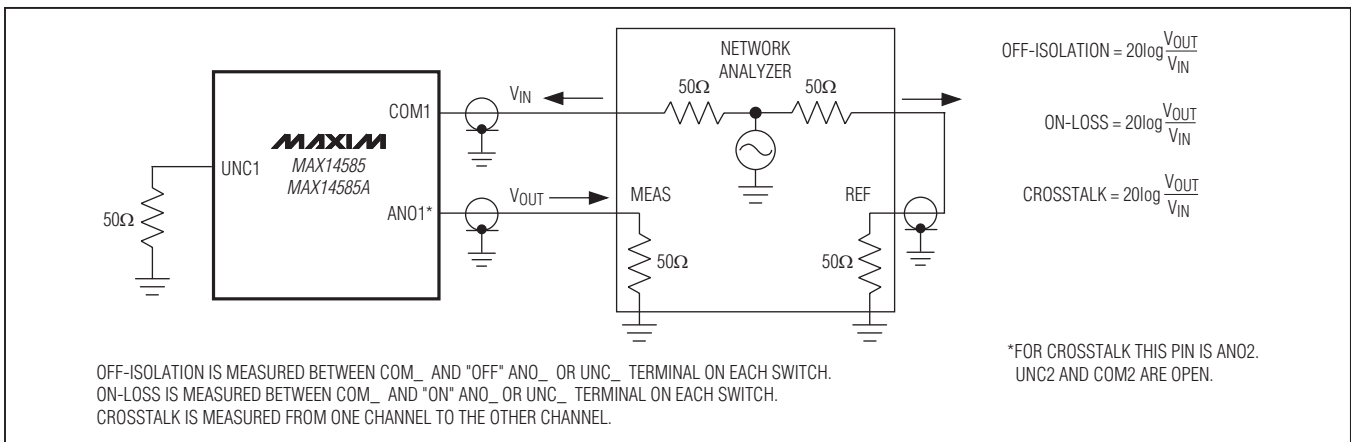 NETWORK
ANALYZER
50Ω
50Ω
VIN
COM1
MAXIM
MAX14585
MAX14585A
UNC1
50Ω
ANO1*
VOUT
MEAS
REF
50Ω
50Ω
OFF-ISOLATION = 20log VOUT
VIN
ON-LOSS = 20log VOUT
VIN
CROSSTALK = 20log VOUT
VIN
*FOR CROSSTALK THIS PIN IS ANO2.
UNC2 AND COM2 ARE OPEN.
OFF-ISOLATION IS MEASURED BETWEEN COM_ AND "OFF" ANO_ OR UNC_ TERMINAL ON EACH SWITCH.
ON-LOSS IS MEASURED BETWEEN COM_ AND "ON" ANO_ OR UNC_ TERMINAL ON EACH SWITCH.
CROSSTALK IS MEASURED FROM ONE CHANNEL TO THE OTHER CHANNEL.